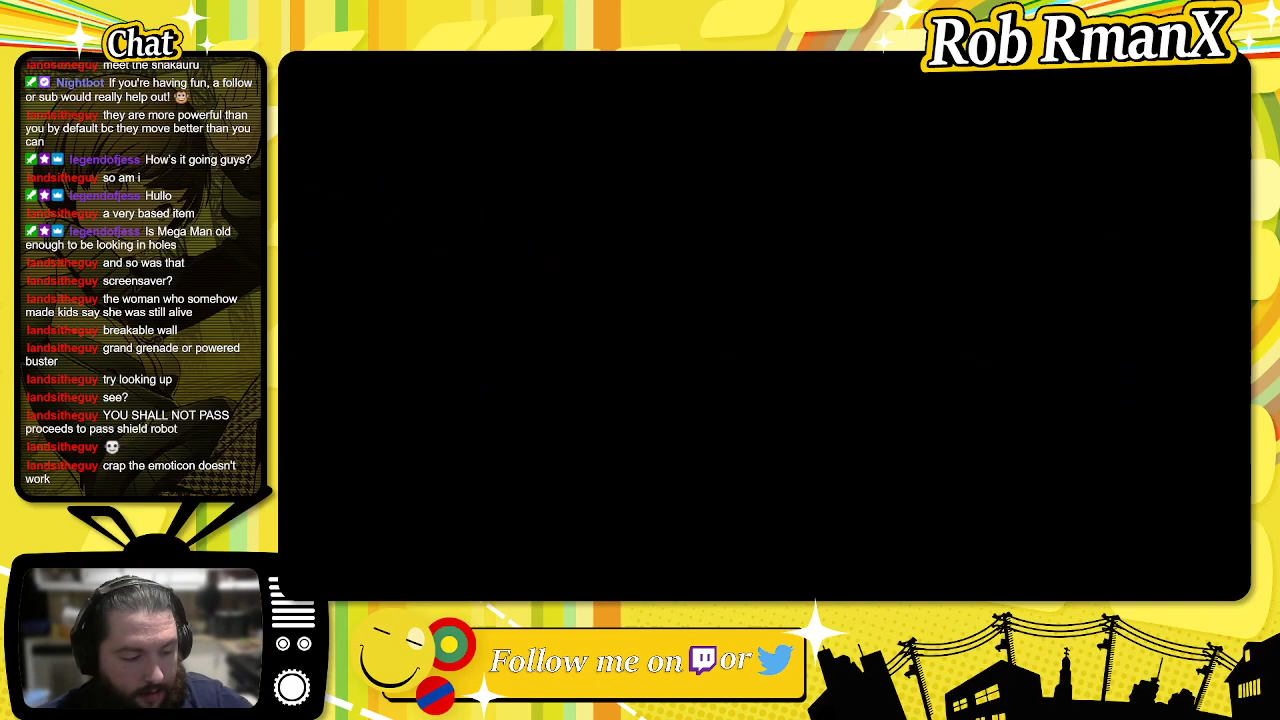 Chat
Rob RmanX
landsitheguy meet the shakauru
Nightbot If you're having fun, a follow
or sub would really help out!
landsitheguy they are more powerful than
you by default bc they move better than you
can
legendofjess How's it going guys?
landsitheguy so am i
legendofjess Hullo
landsitheguy a very based item
legendofjess Is Mega Man old
enough to be looking in holes
landsitheguy and so was that
landsitheguy screensaver?
landsitheguy the woman who somehow
made kids say she was still alive
landsitheguy breakable wall
landsitheguy grand grenade or powered
buster
landsitheguy try looking up
landsitheguy see?
landsitheguy YOU SHALL NOT PASS
proceeds to pass shield robot
landsitheguy
landsitheguy crap the emoticon doesn't
work
Follow me on or